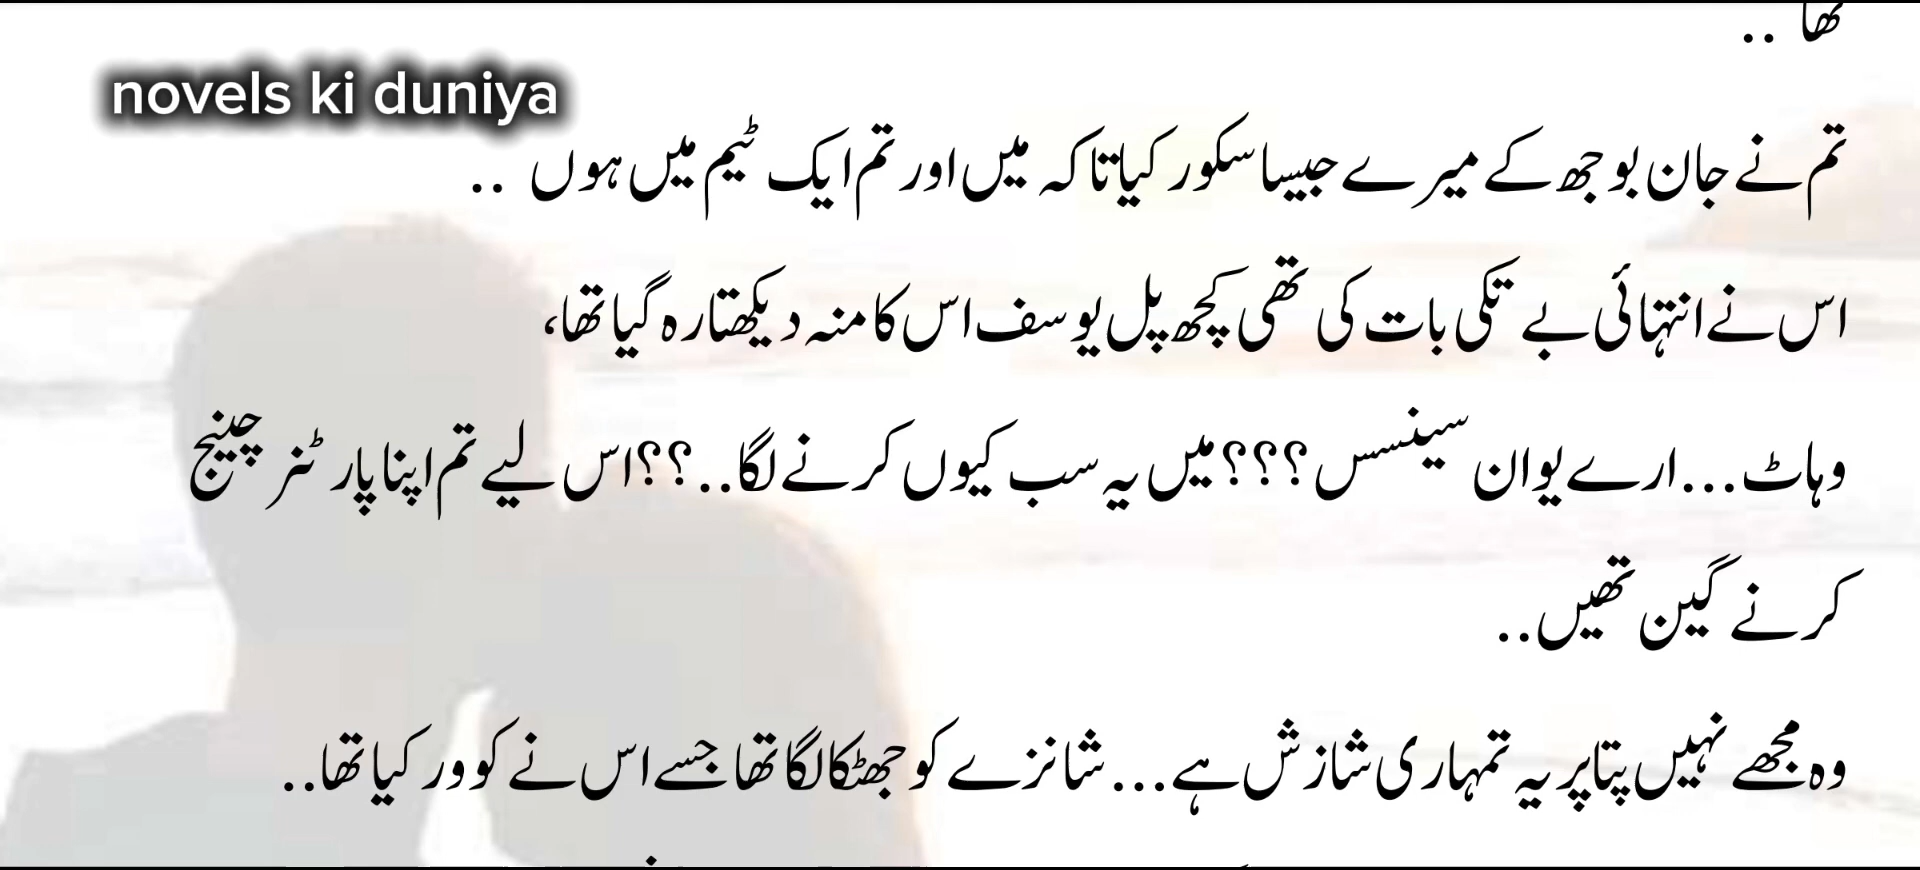 تھا ..
novels ki duniya
تم نے جان بوجھ کے میرے جیسا سکور کیا تا کہ میں اور تم ایک ٹیم میں ہوں ..
اس نے انتہائی بے تکی بات کی تھی کچھ پل یوسف اس کا منہ دیکھتا رہ گیا تھا،
وہاٹ...ارے یو ان سینسس ؟؟؟ میں یہ سب کیوں کرنے لگا..؟؟اس لیے تم اپنا پارٹنر چینج
کرنے گین تھیں..
وہ مجھے نہیں پتا پر یہ تمہاری شازش ہے...شانزے کو جھٹکا لگا تھا جسے اس نے کوور کیا تھا..